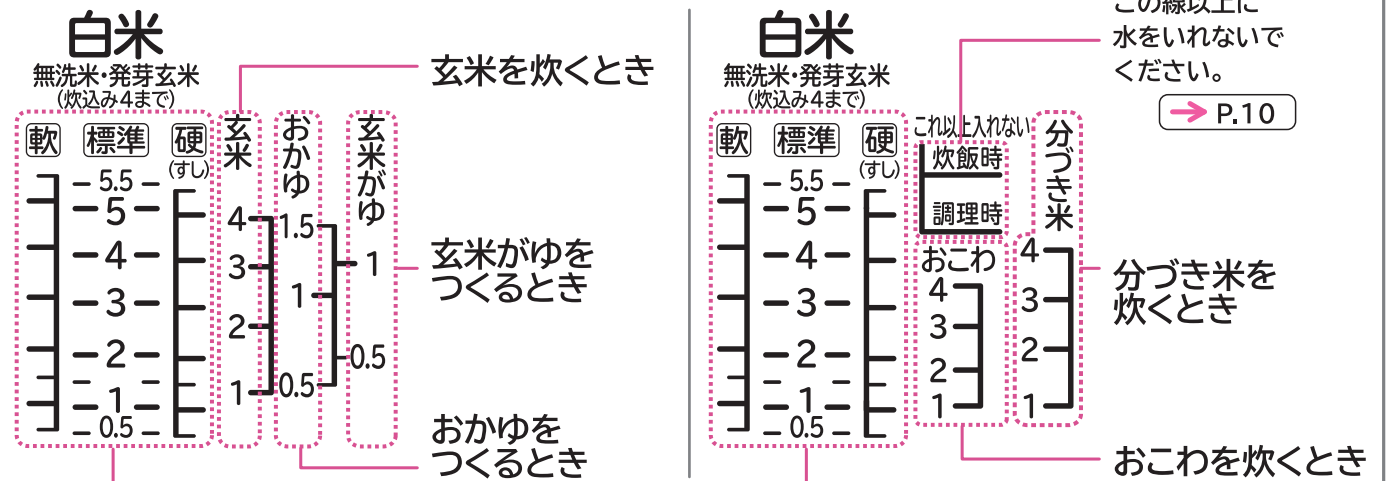 白米
無洗米・発芽玄米
(炊込み4まで)
軟
標準
硬
(すし)
5.5
5
4
3
2
1
0.5
玄米
4
3
2
1
おかゆ
1.5
1
0.5
玄米がゆ
1
0.5
玄米を炊くとき
玄米がゆを
つくるとき
おかゆを
つくるとき
白米
無洗米・発芽玄米
(炊込み4まで)
軟
標準
硬
(すし)
5.5
5
4
3
2
1
0.5
これ以上入れない
炊飯時
調理時
おこわ
4
3
2
1
分づき米
4
3
2
1
この線以上に
水をいれないで
ください。
P.10
分づき米を
炊くとき
おこわを炊くとき